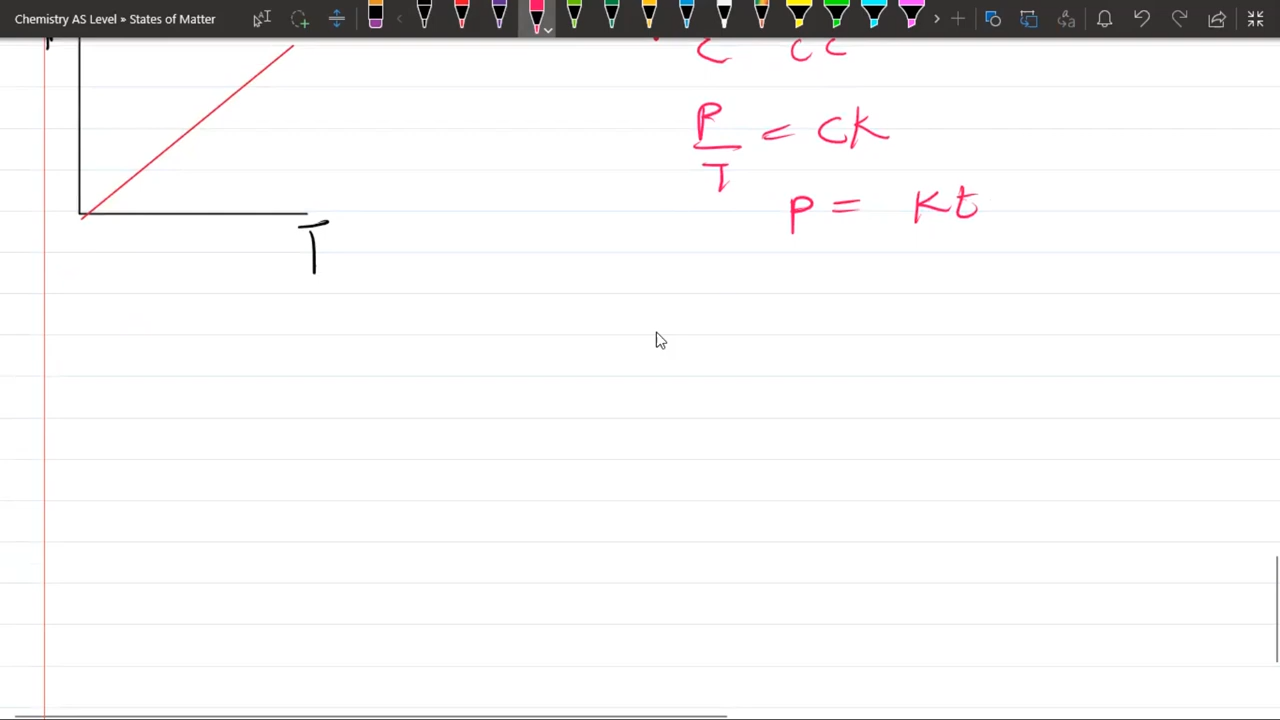 Chemistry AS Level » States of Matter
P
— = CK
T
P = Kt
T